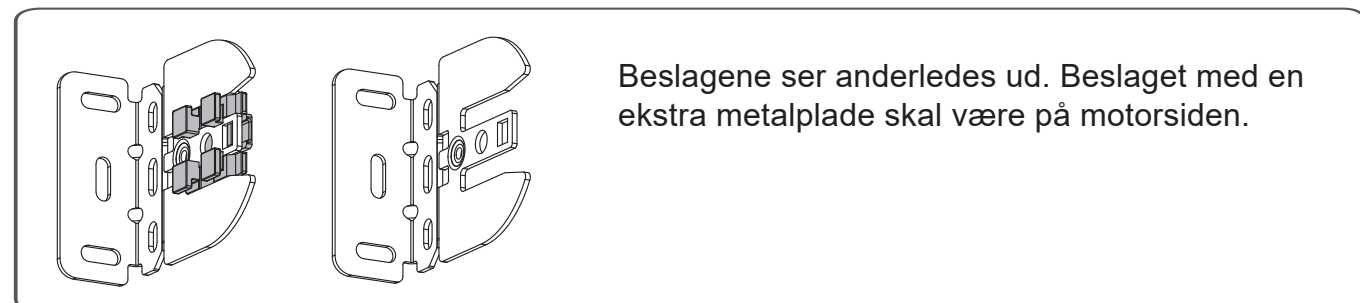 Beslagene ser anderledes ud. Beslaget med en
ekstra metalplade skal være på motorsiden.